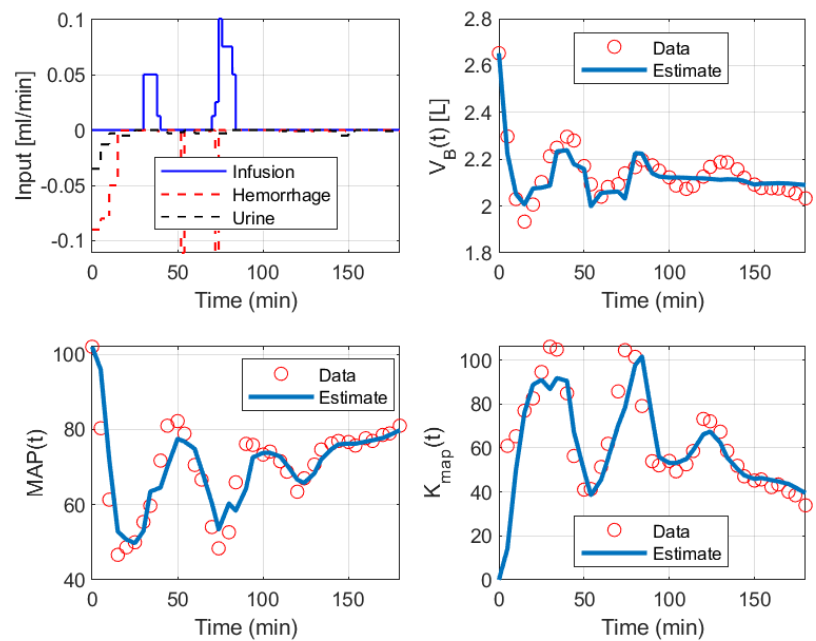 0.1
0.05
0
-0.05
-0.1
Input [ml/min]
Infusion
Hemorrhage
Urine
0 50 100 150
Time (min)
2.8
2.6
2.4
2.2
2
1.8
V_B(t) [L]
Data
Estimate
0 50 100 150
Time (min)
100
80
60
40
MAP(t)
Data
Estimate
0 50 100 150
Time (min)
100
80
60
40
20
0
K_map(t)
Data
Estimate
0 50 100 150
Time (min)